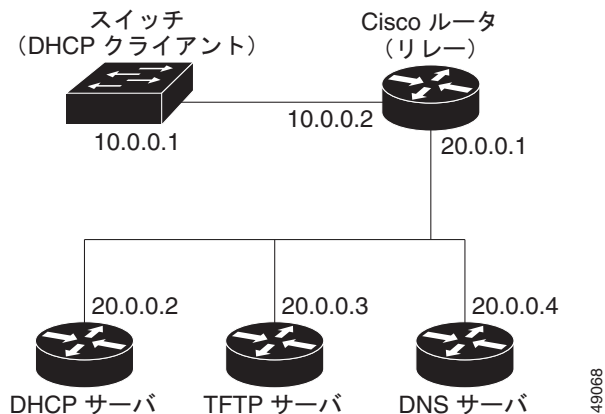 スイッチ
（DHCP クライアント）
Cisco ルータ
（リレー）
10.0.0.1
10.0.0.2
20.0.0.1
20.0.0.2
20.0.0.3
20.0.0.4
DHCP サーバ
TFTP サーバ
DNS サーバ
49068